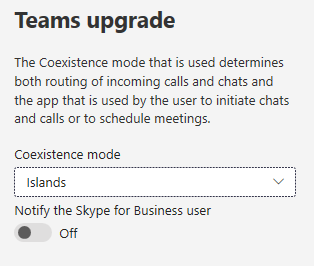 Teams upgrade
The Coexistence mode that is used determines
both routing of incoming calls and chats and
the app that is used by the user to initiate chats
and calls or to schedule meetings.
Coexistence mode
Islands
Notify the Skype for Business user
Off